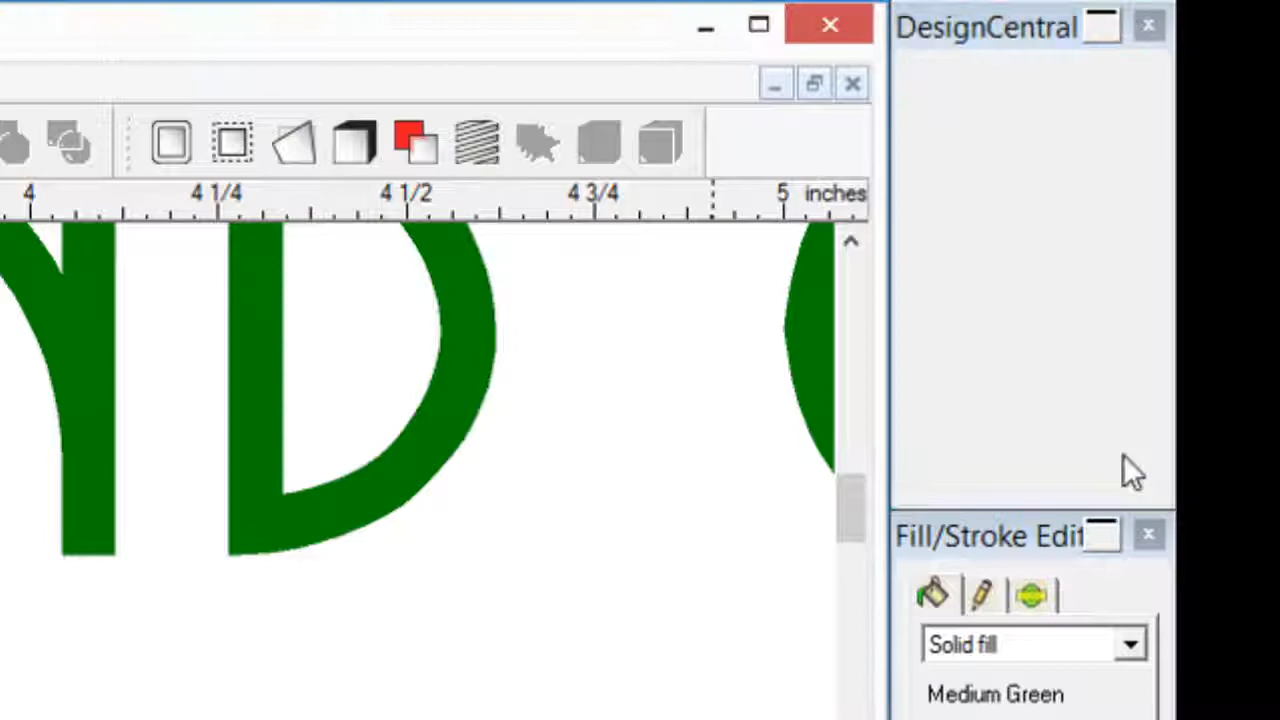 DesignCentral
4 4 1/4 4 1/2 4 3/4 5 inches
ND
Fill/Stroke Edit
Solid fill
Medium Green